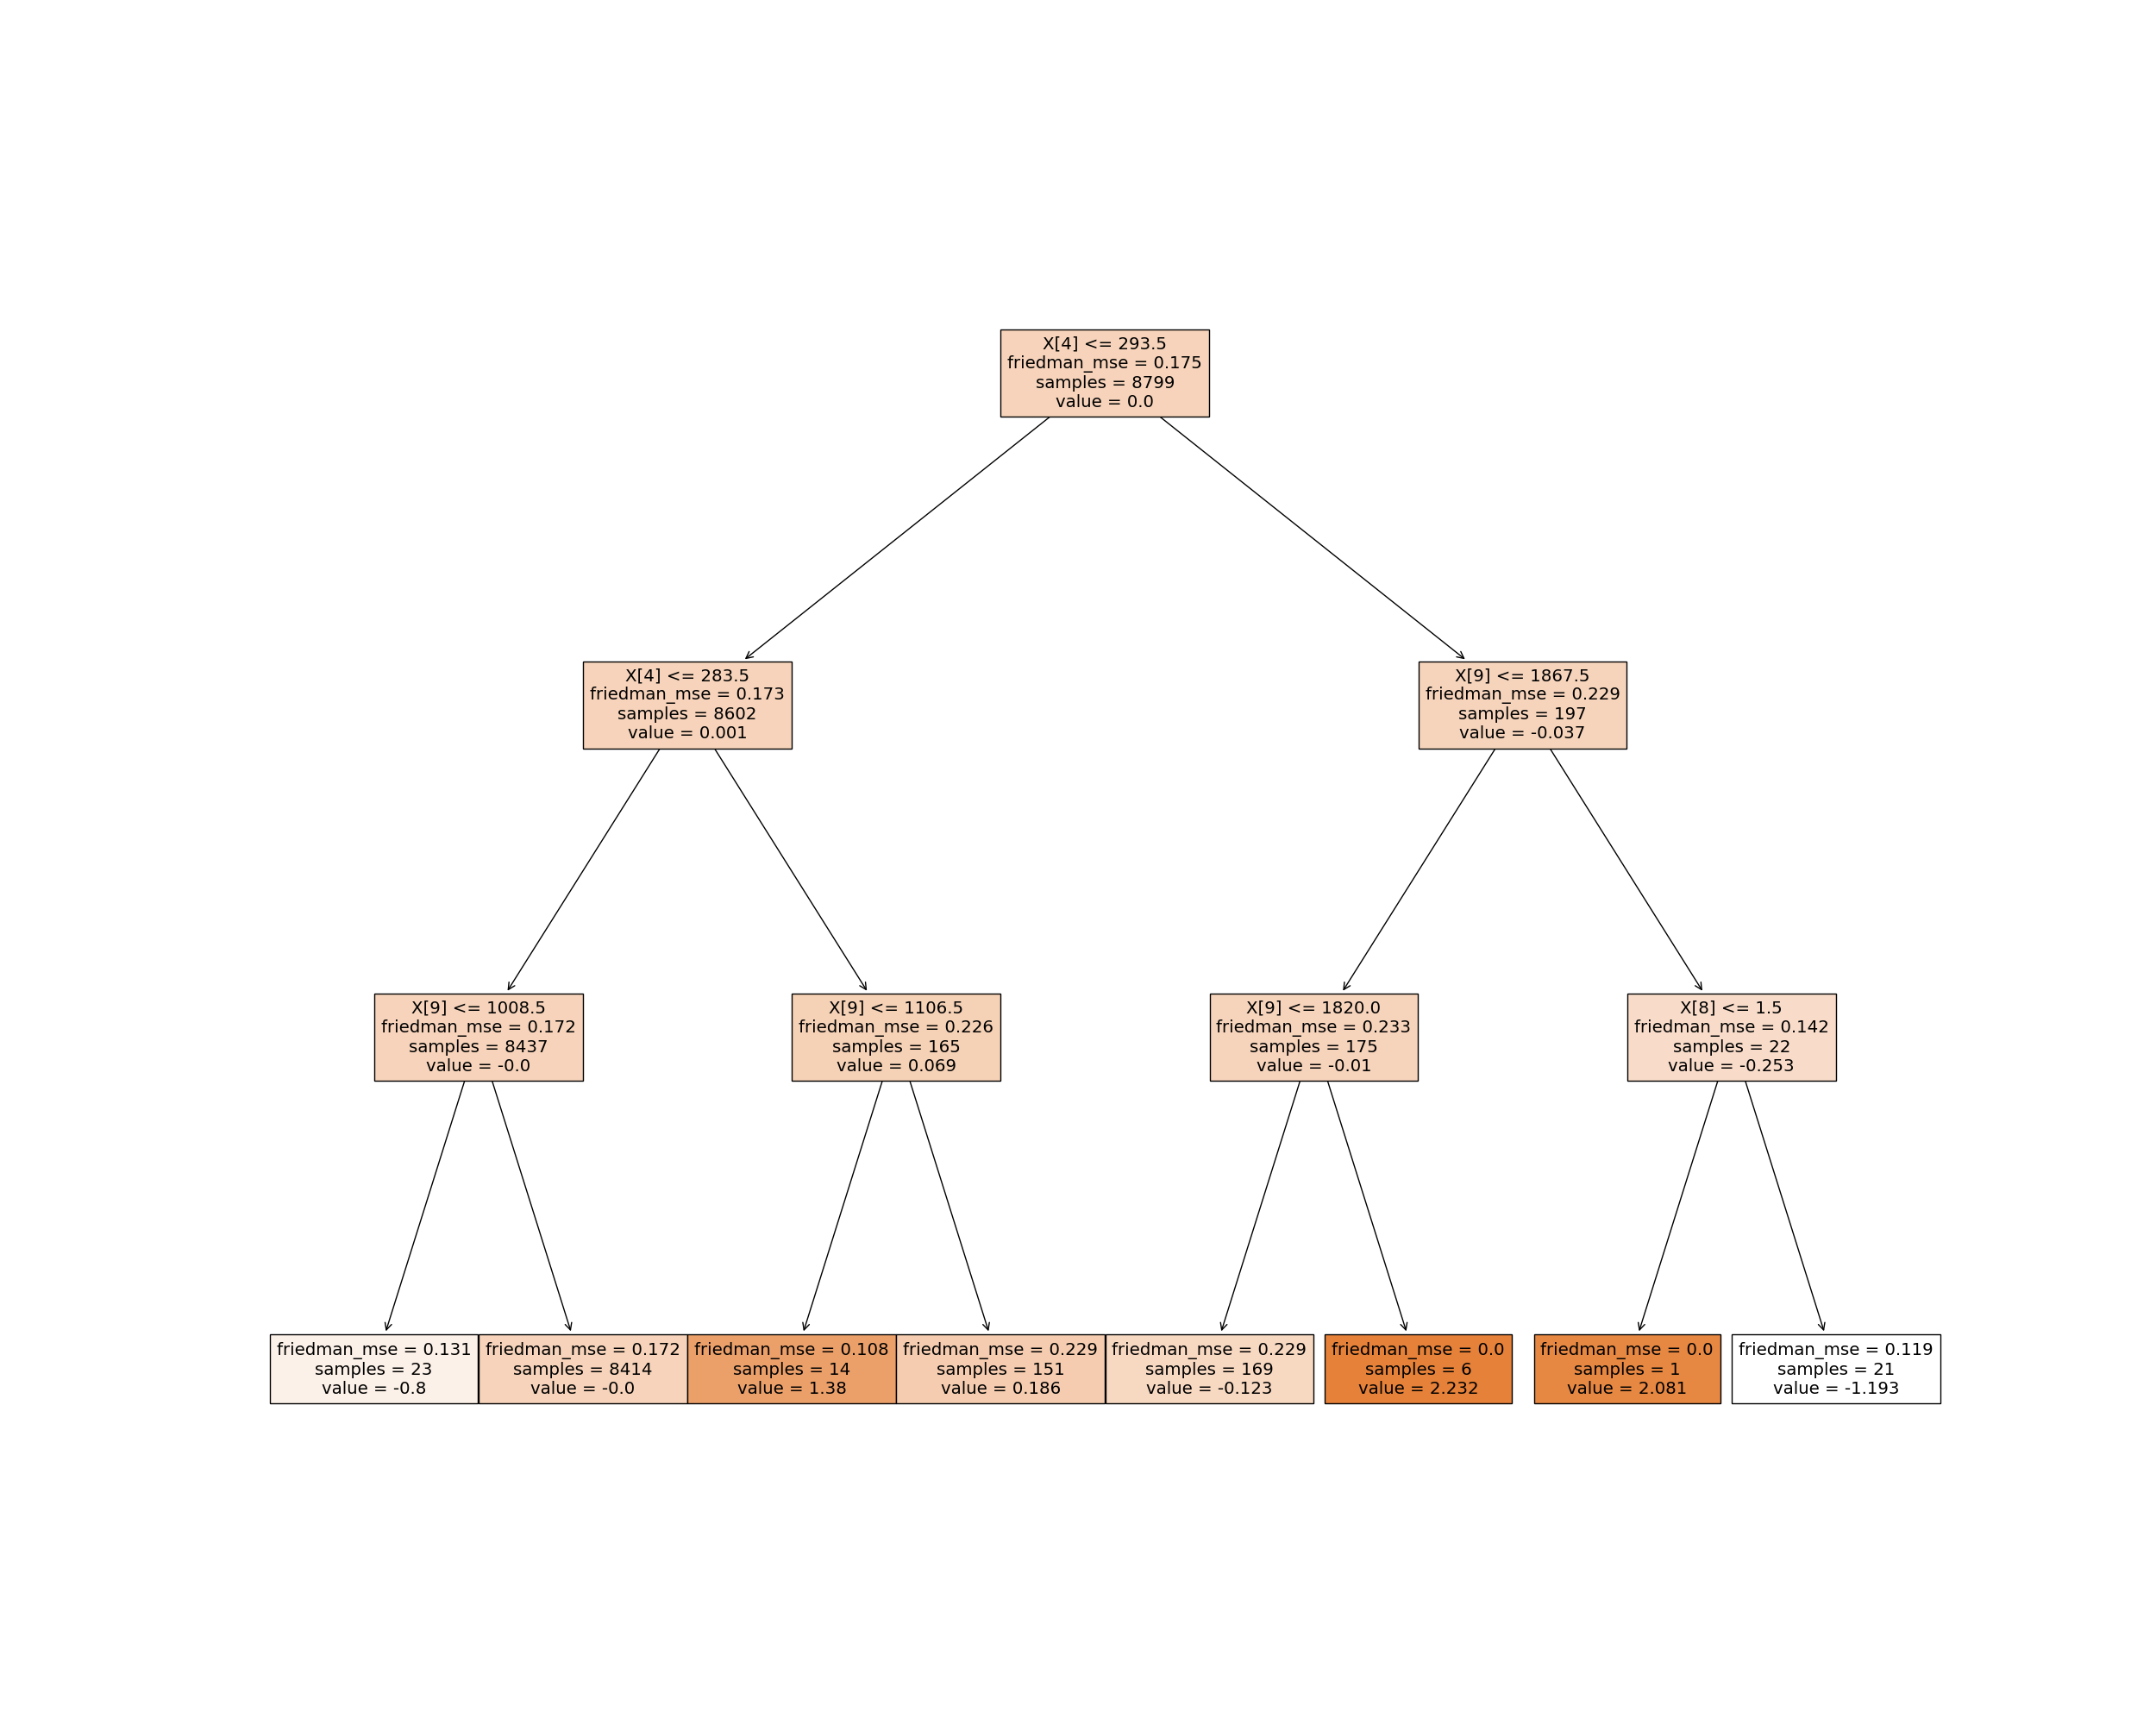 X[4] <= 293.5
friedman_mse = 0.175
samples = 8799
value = 0.0
X[4] <= 283.5
friedman_mse = 0.173
samples = 8602
value = 0.001
X[9] <= 1867.5
friedman_mse = 0.229
samples = 197
value = -0.037
X[9] <= 1008.5
friedman_mse = 0.172
samples = 8437
value = -0.0
X[9] <= 1106.5
friedman_mse = 0.226
samples = 165
value = 0.069
X[9] <= 1820.0
friedman_mse = 0.233
samples = 175
value = -0.01
X[8] <= 1.5
friedman_mse = 0.142
samples = 22
value = -0.253
friedman_mse = 0.131
samples = 23
value = -0.8
friedman_mse = 0.172
samples = 8414
value = -0.0
friedman_mse = 0.108
samples = 14
value = 1.38
friedman_mse = 0.229
samples = 151
value = 0.186
friedman_mse = 0.229
samples = 169
value = -0.123
friedman_mse = 0.0
samples = 6
value = 2.232
friedman_mse = 0.0
samples = 1
value = 2.081
friedman_mse = 0.119
samples = 21
value = -1.193